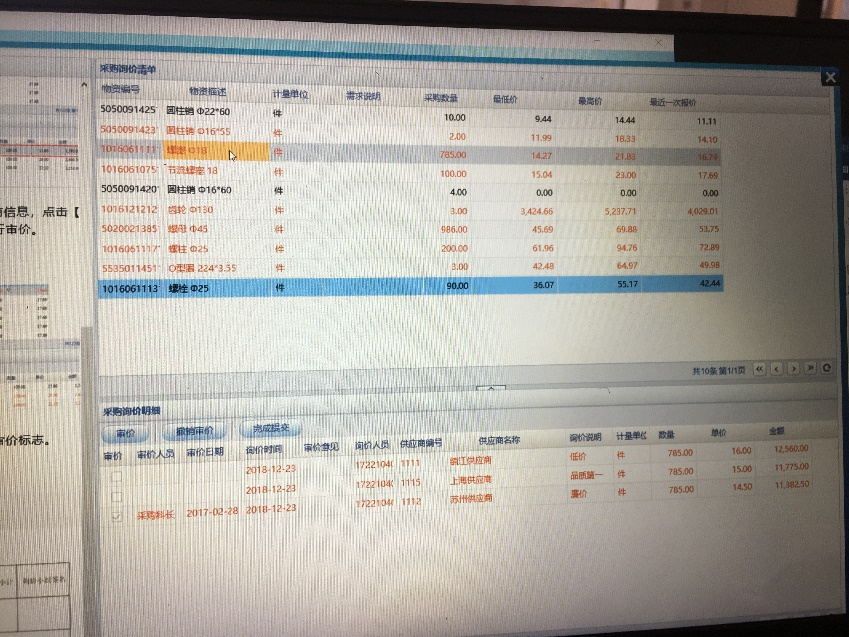 采购询价清单
物资编号 物资描述 计量单位 需求说明 采购数量 最低价 最高价 最近一次报价
5050091425 圆柱销 Φ22*60 件 10.00 9.44 14.44 11.11
5050091423 圆柱销 Φ16*55 件 2.00 11.99 18.33 14.10
1016061111 螺座 Φ18 件 785.00 14.27 21.83 16.79
1016061075 节流螺座 18 件 100.00 15.04 23.00 17.69
5050091420 圆柱销 Φ16*60 件 4.00 0.00 0.00 0.00
1016121212 齿轮 Φ130 件 3.00 3,424.66 5,237.71 4,029.01
5020021385 螺母 Φ45 件 986.00 45.69 69.88 53.75
1016061117 螺柱 Φ25 件 200.00 61.96 94.76 72.89
5535011451 O型圈 224*3.55 件 3.00 42.48 64.97 49.98
1016061113 螺栓 Φ25 件 90.00 36.07 55.17 42.44
信息，点击【
行审价。
共10条 第1/1页
采购询价明细
审价 撤销审价 完成提交
审价 审价人员 审价日期 询价时间 审价意见 询价人员 供应商编号 供应商名称 询价说明 计量单位 数量 单价 金额
2018-12-23 1722104 1111 镇江供应商 低价 件 785.00 16.00 12,560.00
2018-12-23 1722104 1115 上海供应商 品质第一 件 785.00 15.00 11,775.00
采购科长 2017-02-28 2018-12-23 1722104 1112 苏州供应商 廉价 件 785.00 14.50 11,382.50
审价标志。